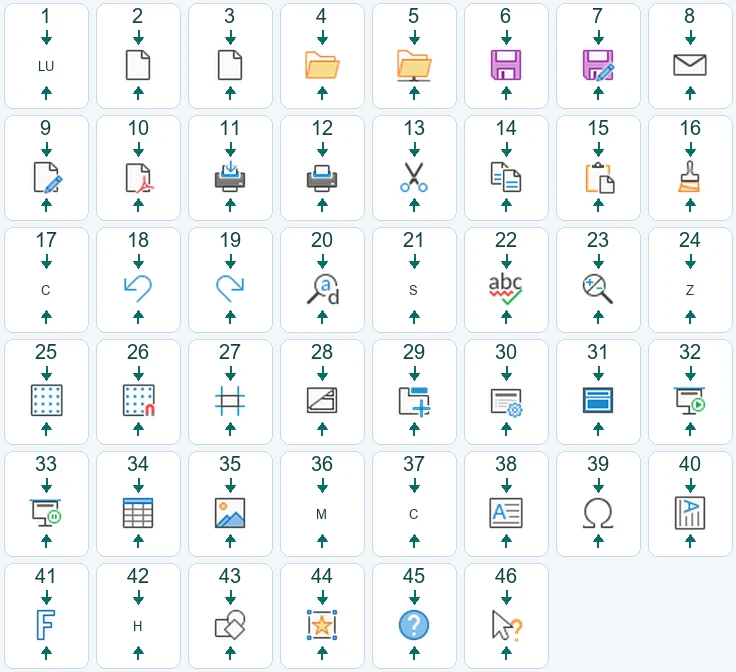 1 2 3 4 5 6 7 8
LU
9 10 11 12 13 14 15 16
17 18 19 20 21 22 23 24
C a d S abc Z
25 26 27 28 29 30 31 32
33 34 35 36 37 38 39 40
M C A Ω A
41 42 43 44 45 46
F H ? ?